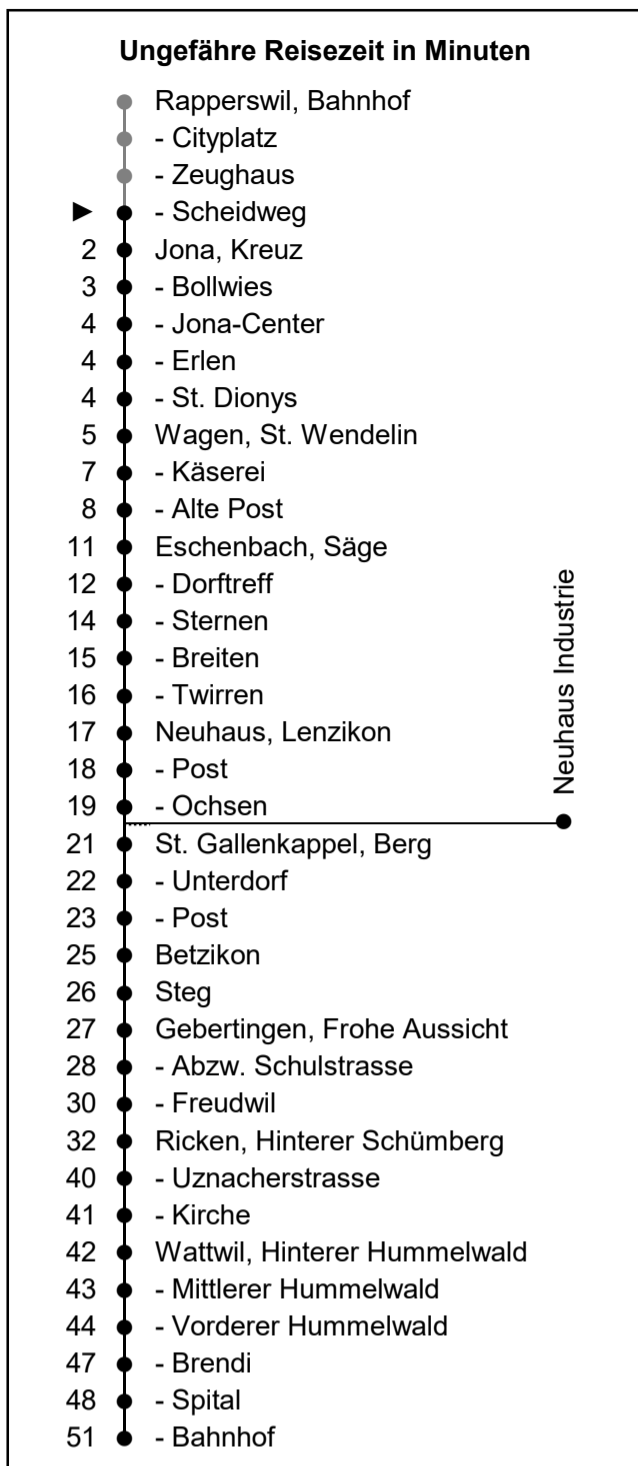 Ungefähre Reisezeit in Minuten
Rapperswil, Bahnhof
- Cityplatz
- Zeughaus
- Scheidweg
2 Jona, Kreuz
3 - Bollwies
4 - Jona-Center
4 - Erlen
4 - St. Dionys
5 Wagen, St. Wendelin
7 - Käserei
8 - Alte Post
11 Eschenbach, Säge
12 - Dorftreff
14 - Sternen
15 - Breiten
16 - Twirren
17 Neuhaus, Lenzikon
18 - Post
19 - Ochsen
Neuhaus Industrie
21 St. Gallenkappel, Berg
22 - Unterdorf
23 - Post
25 Betzikon
26 Steg
27 Gebertingen, Frohe Aussicht
28 - Abzw. Schulstrasse
30 - Freudwil
32 Ricken, Hinterer Schümberg
40 - Uznacherstrasse
41 - Kirche
42 Wattwil, Hinterer Hummelwald
43 - Mittlerer Hummelwald
44 - Vorderer Hummelwald
47 - Brendi
48 - Spital
51 - Bahnhof